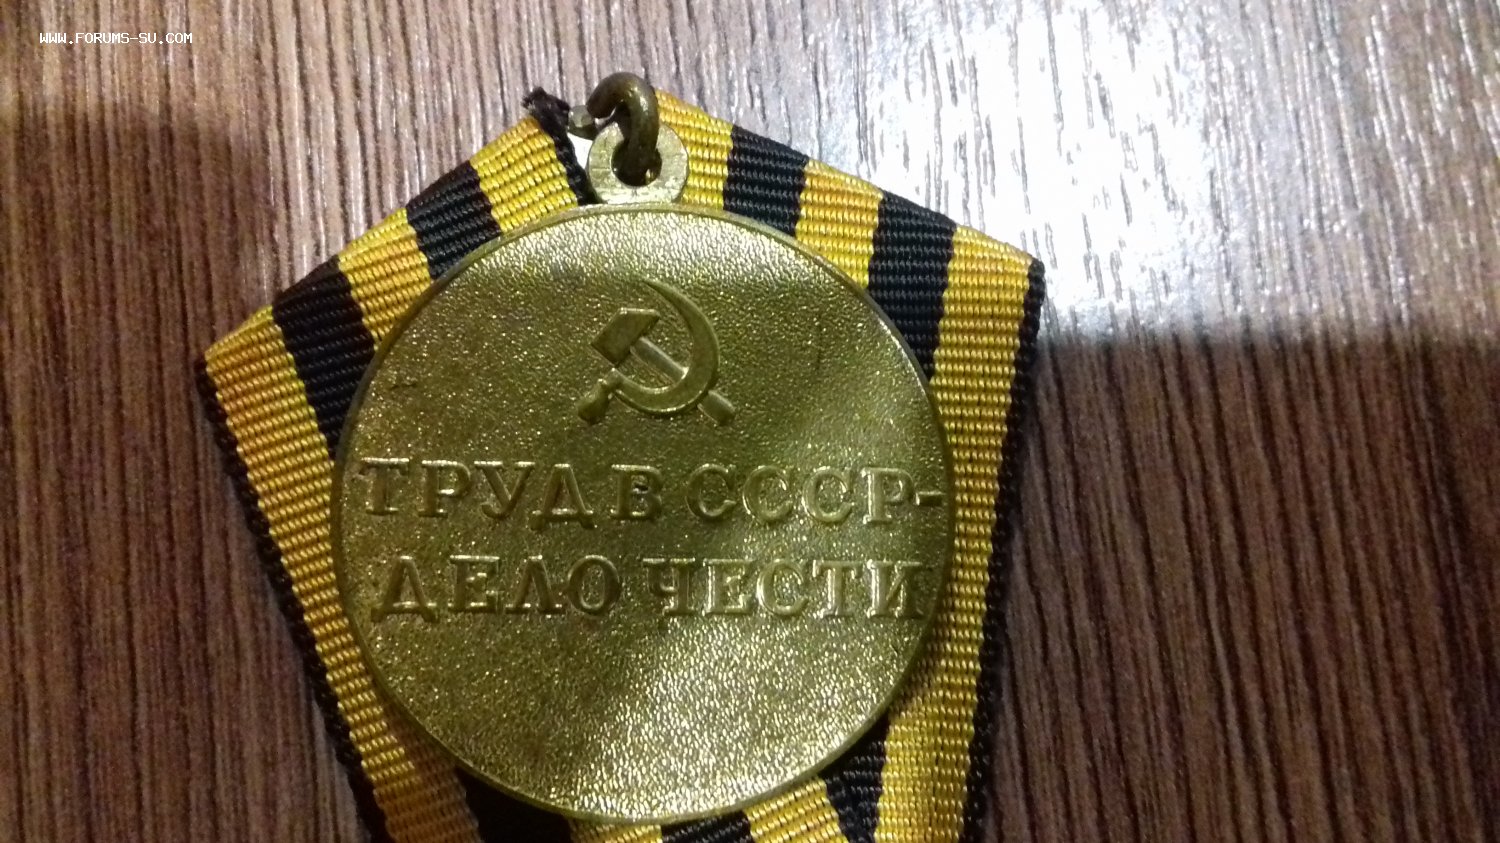 WWW.FORUMS-SU.COM
ТРУД В СССР-
ДЕЛО ЧЕСТИ